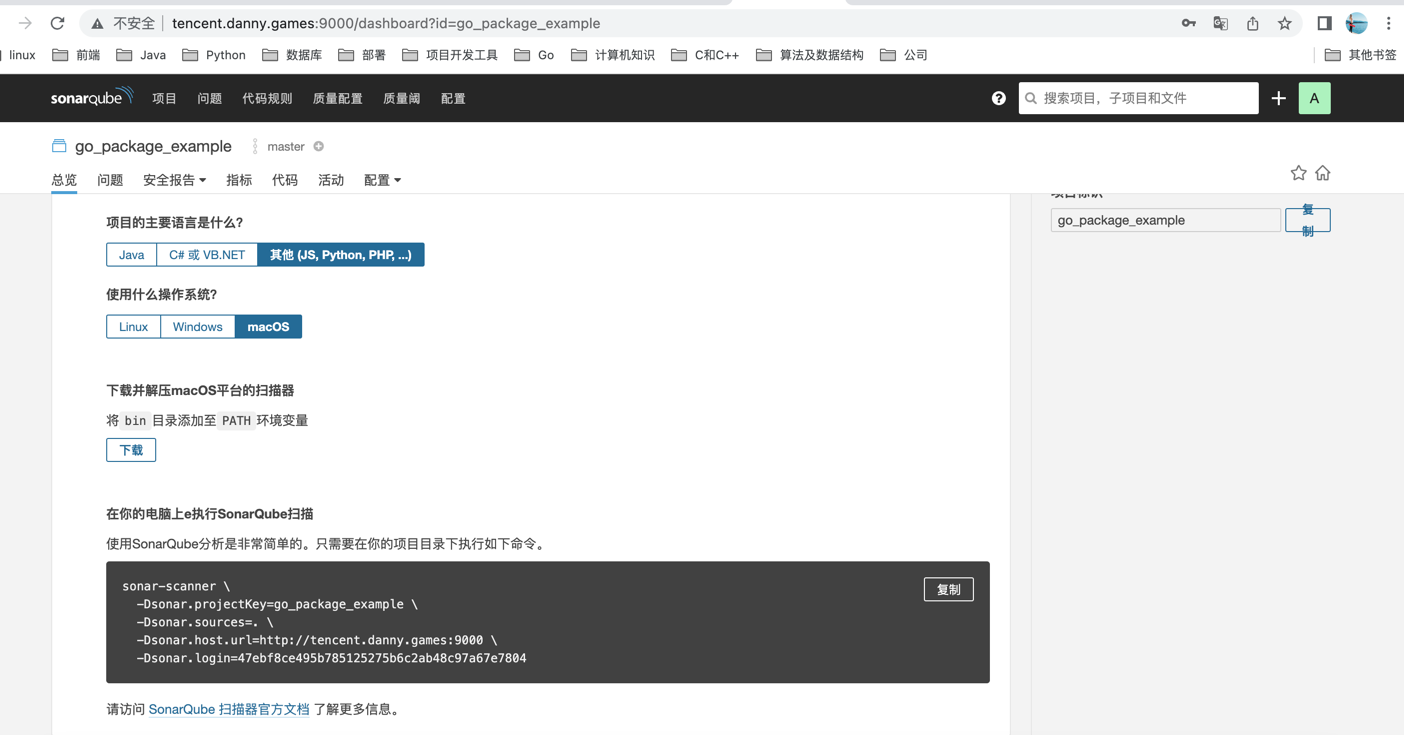 不安全 tencent.danny.games:9000/dashboard?id=go_package_example
linux 前端 Java Python 数据库 部署 项目开发工具 Go 计算机知识 C和C++ 算法及数据结构 公司 其他书签
sonarqube 项目 问题 代码规则 质量配置 质量阈 配置 ? 搜索项目，子项目和文件 + A
go_package_example master
总览 问题 安全报告 指标 代码 活动 配置
项目标识
go_package_example 复制
项目的主要语言是什么?
Java C# 或 VB.NET 其他 (JS, Python, PHP, ...)
使用什么操作系统?
Linux Windows macOS
下载并解压macOS平台的扫描器
将 bin 目录添加至 PATH 环境变量
下载
在你的电脑上e执行SonarQube扫描
使用SonarQube分析是非常简单的。只需要在你的项目目录下执行如下命令。
复制
sonar-scanner \
-Dsonar.projectKey=go_package_example \
-Dsonar.sources=. \
-Dsonar.host.url=http://tencent.danny.games:9000 \
-Dsonar.login=47ebf8ce495b785125275b6c2ab48c97a67e7804
请访问 SonarQube 扫描器官方文档 了解更多信息。